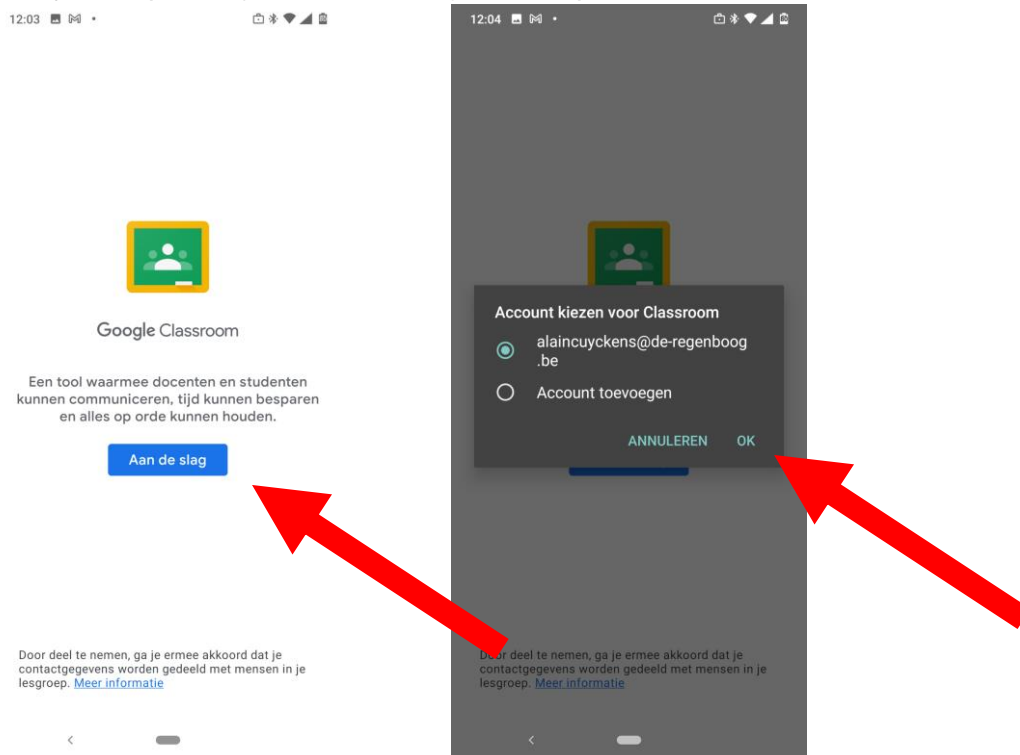 12:03
Google Classroom
Een tool waarmee docenten en studenten
kunnen communiceren, tijd kunnen besparen
en alles op orde kunnen houden.
Aan de slag
Door deel te nemen, ga je ermee akkoord dat je
contactgegevens worden gedeeld met mensen in je
lesgroep. Meer informatie
12:04
Account kiezen voor Classroom
alaincuyckens@de-regenboog
.be
Account toevoegen
ANNULEREN OK
Door deel te nemen, ga je ermee akkoord dat je
contactgegevens worden gedeeld met mensen in je
lesgroep. Meer informatie